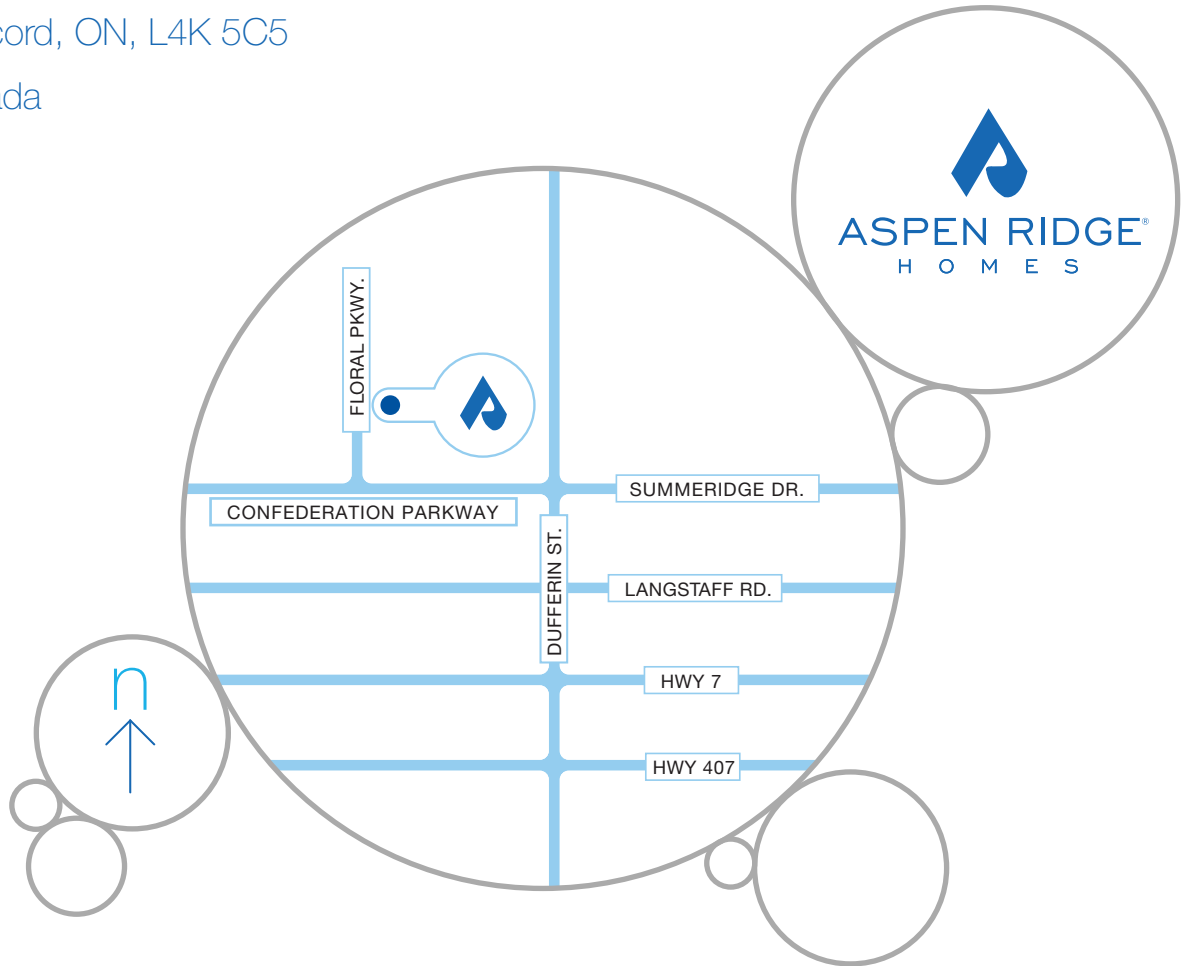 cord, ON, L4K 5C5
ada
ASPEN RIDGE®
HOMES
FLORAL PKWY.
SUMMERIDGE DR.
CONFEDERATION PARKWAY
DUFFERIN ST.
LANGSTAFF RD.
n
HWY 7
HWY 407